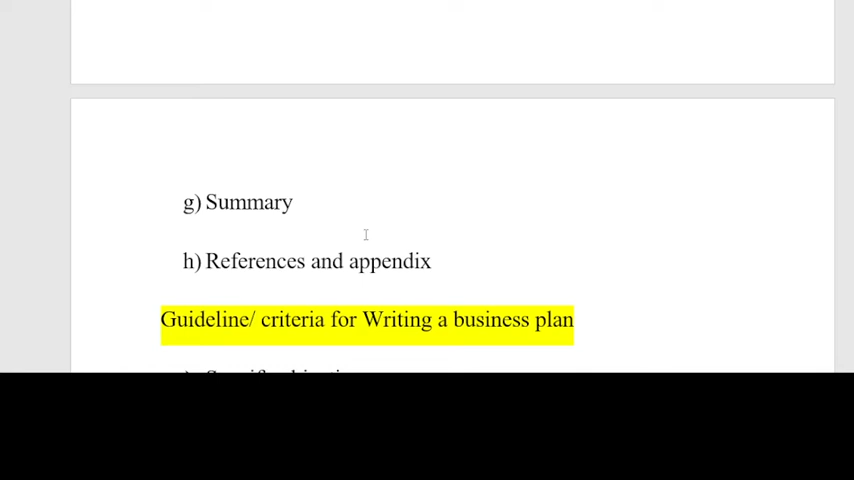 g) Summary
h) References and appendix
Guideline/ criteria for Writing a business plan